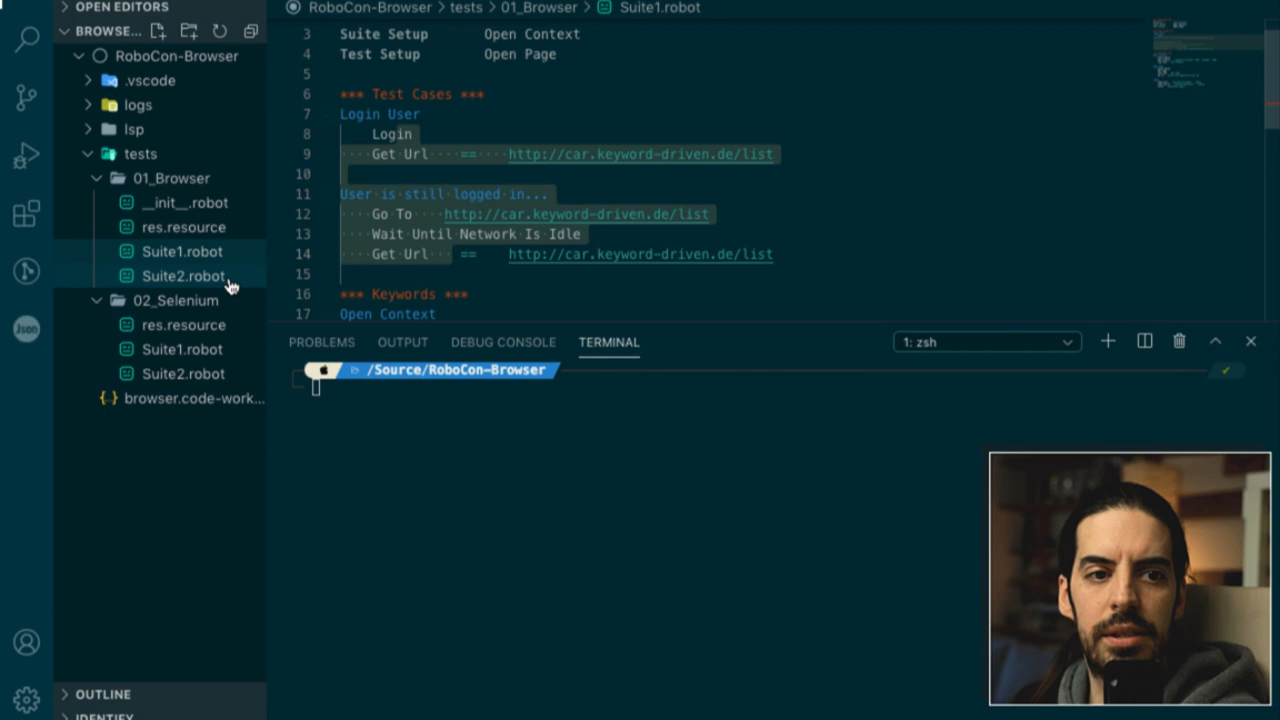 OPEN EDITORS
BROWSE...
RoboCon-Browser
.vscode
logs
lsp
tests
01_Browser
__init__.robot
res.resource
Suite1.robot
Suite2.robot
02_Selenium
res.resource
Suite1.robot
Suite2.robot
browser.code-work...
OUTLINE
IDENTIFY
Json
RoboCon-Browser > tests > 01_Browser > Suite1.robot
3 Suite Setup Open Context
4 Test Setup Open Page
5
6 *** Test Cases ***
7 Login User
8 Login
9 ····Get Url····==····http://car.keyword-driven.de/list
10
11 User·is·still·logged·in...
12 ····Go To····http://car.keyword-driven.de/list
13 ····Wait Until Network Is Idle
14 ····Get Url·· == http://car.keyword-driven.de/list
15
16 *** Keywords ***
17 Open Context
PROBLEMS OUTPUT DEBUG CONSOLE TERMINAL 1: zsh
/Source/RoboCon-Browser